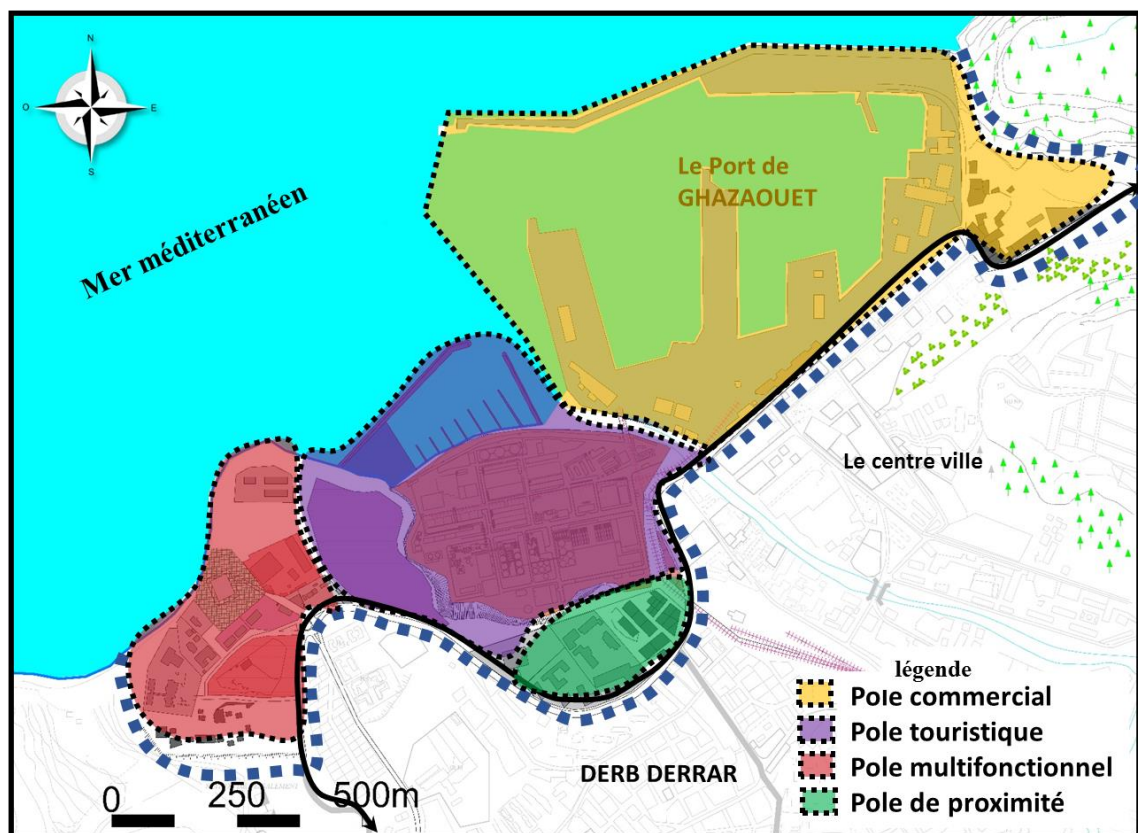 N
O
E
S
Mer méditerranéen
Le Port de
GHAZAOUET
Le centre ville
DERB DERRAR
légende
Pole commercial
Pole touristique
Pole multifonctionnel
Pole de proximité
0 250 500m